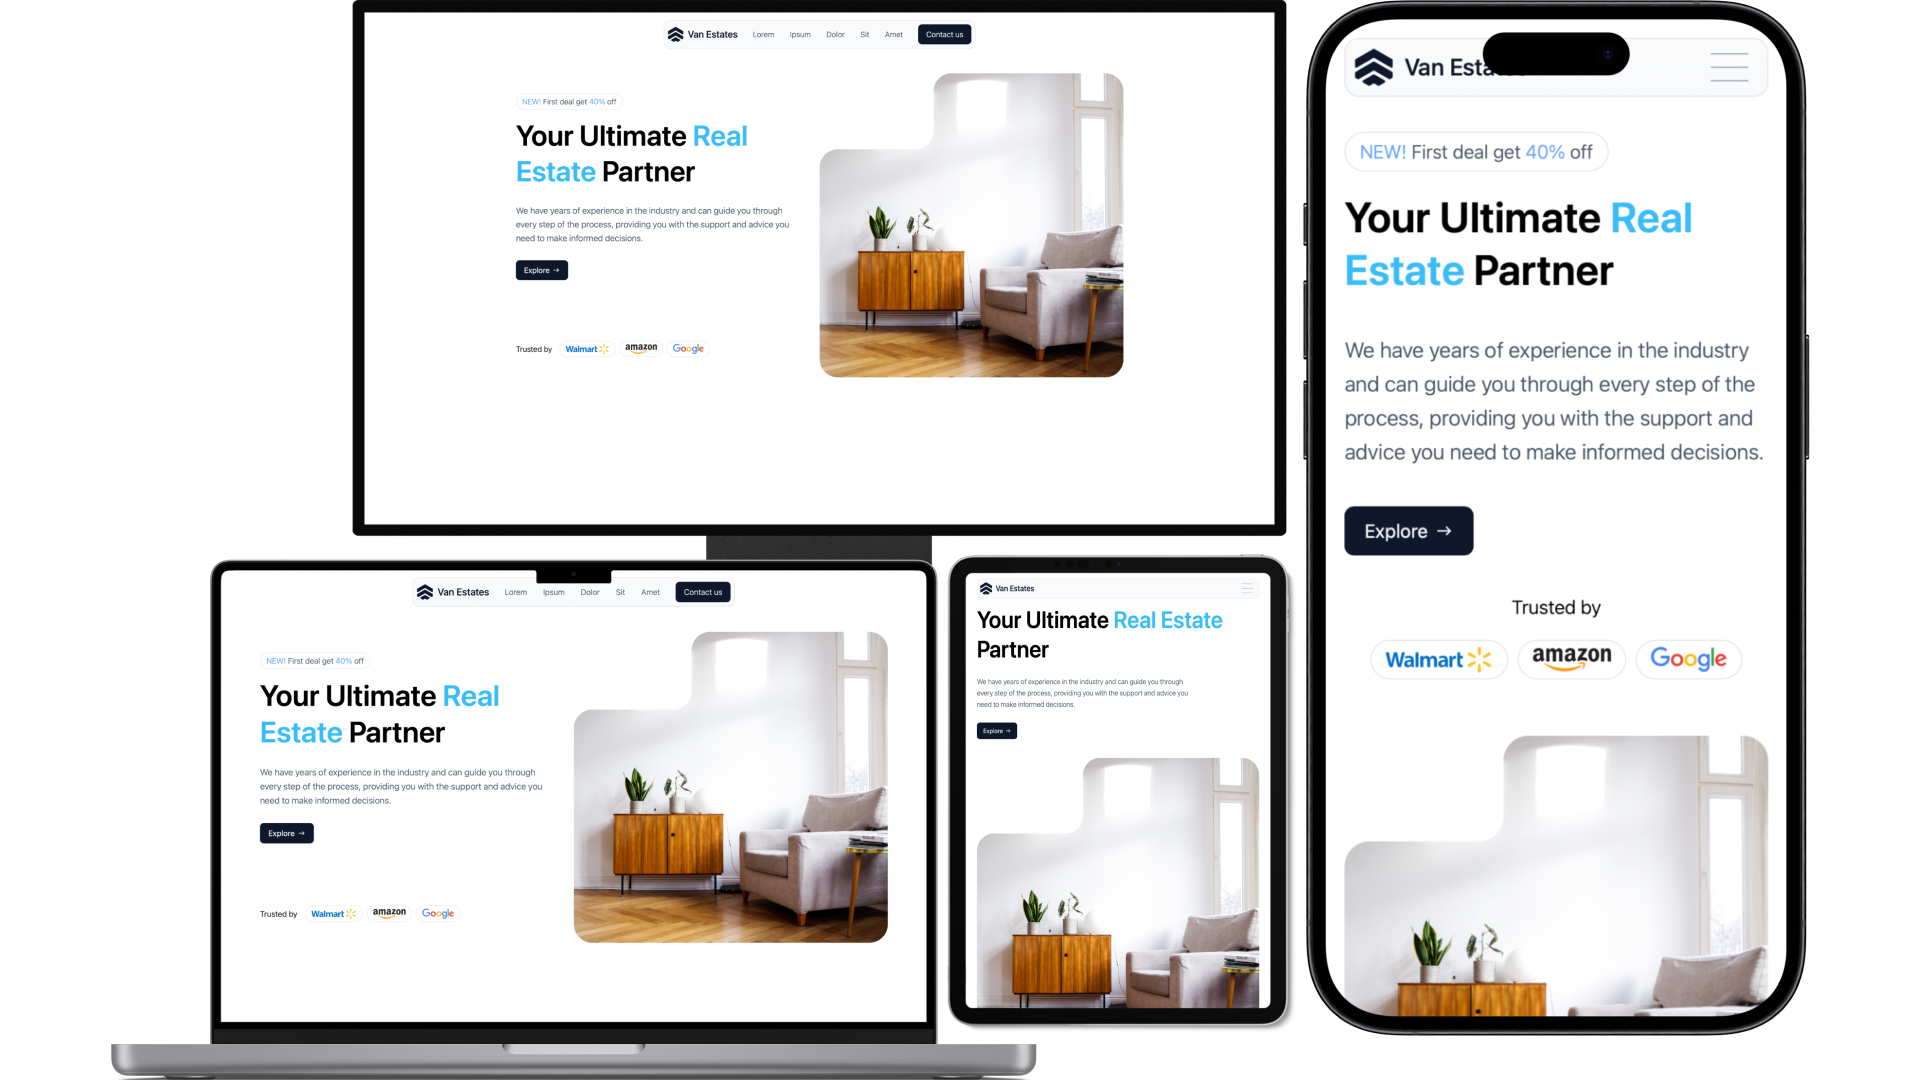 Van Estates Lorem Ipsum Dolor Sit Amet Contact us
NEW! First deal get 40% off
Your Ultimate Real
Estate Partner
We have years of experience in the industry and can guide you through
every step of the process, providing you with the support and advice you
need to make informed decisions.
Explore →
Trusted by Walmart amazon Google
Van Estates Lorem Ipsum Dolor Sit Amet Contact us
NEW! First deal get 40% off
Your Ultimate Real
Estate Partner
We have years of experience in the industry and can guide you through
every step of the process, providing you with the support and advice you
need to make informed decisions.
Explore →
Trusted by Walmart amazon Google
Van Estates
Your Ultimate Real Estate
Partner
We have years of experience in the industry and can guide you through
every step of the process, providing you with the support and advice you
need to make informed decisions.
Explore →
Van Estates
NEW! First deal get 40% off
Your Ultimate Real
Estate Partner
We have years of experience in the industry
and can guide you through every step of the
process, providing you with the support and
advice you need to make informed decisions.
Explore →
Trusted by
Walmart amazon Google